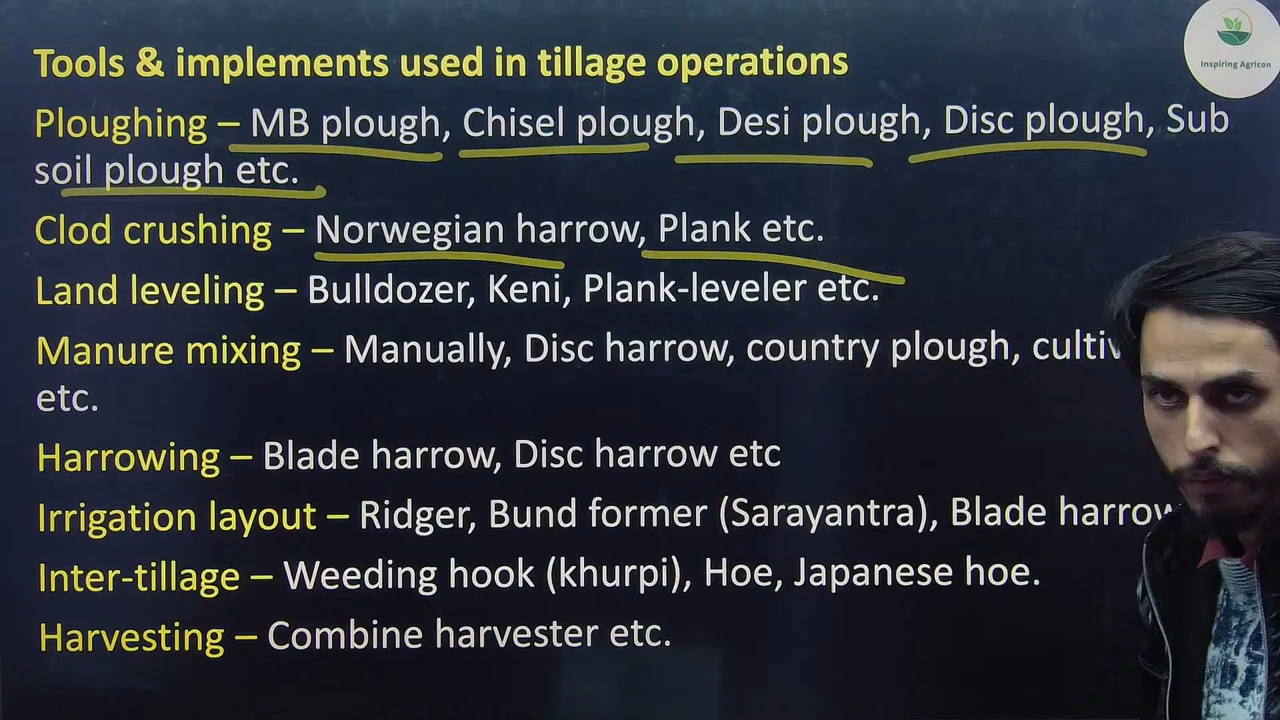 Tools & implements used in tillage operations
Inspiring Agricon
Ploughing – MB plough, Chisel plough, Desi plough, Disc plough, Sub
soil plough etc.
Clod crushing – Norwegian harrow, Plank etc.
Land leveling – Bulldozer, Keni, Plank-leveler etc.
Manure mixing – Manually, Disc harrow, country plough,
etc.
Harrowing – Blade harrow, Disc harrow etc
Irrigation layout – Ridger, Bund former (Sarayantra), Blade harrow
Inter-tillage – Weeding hook (khurpi), Hoe, Japanese hoe.
Harvesting – Combine harvester etc.